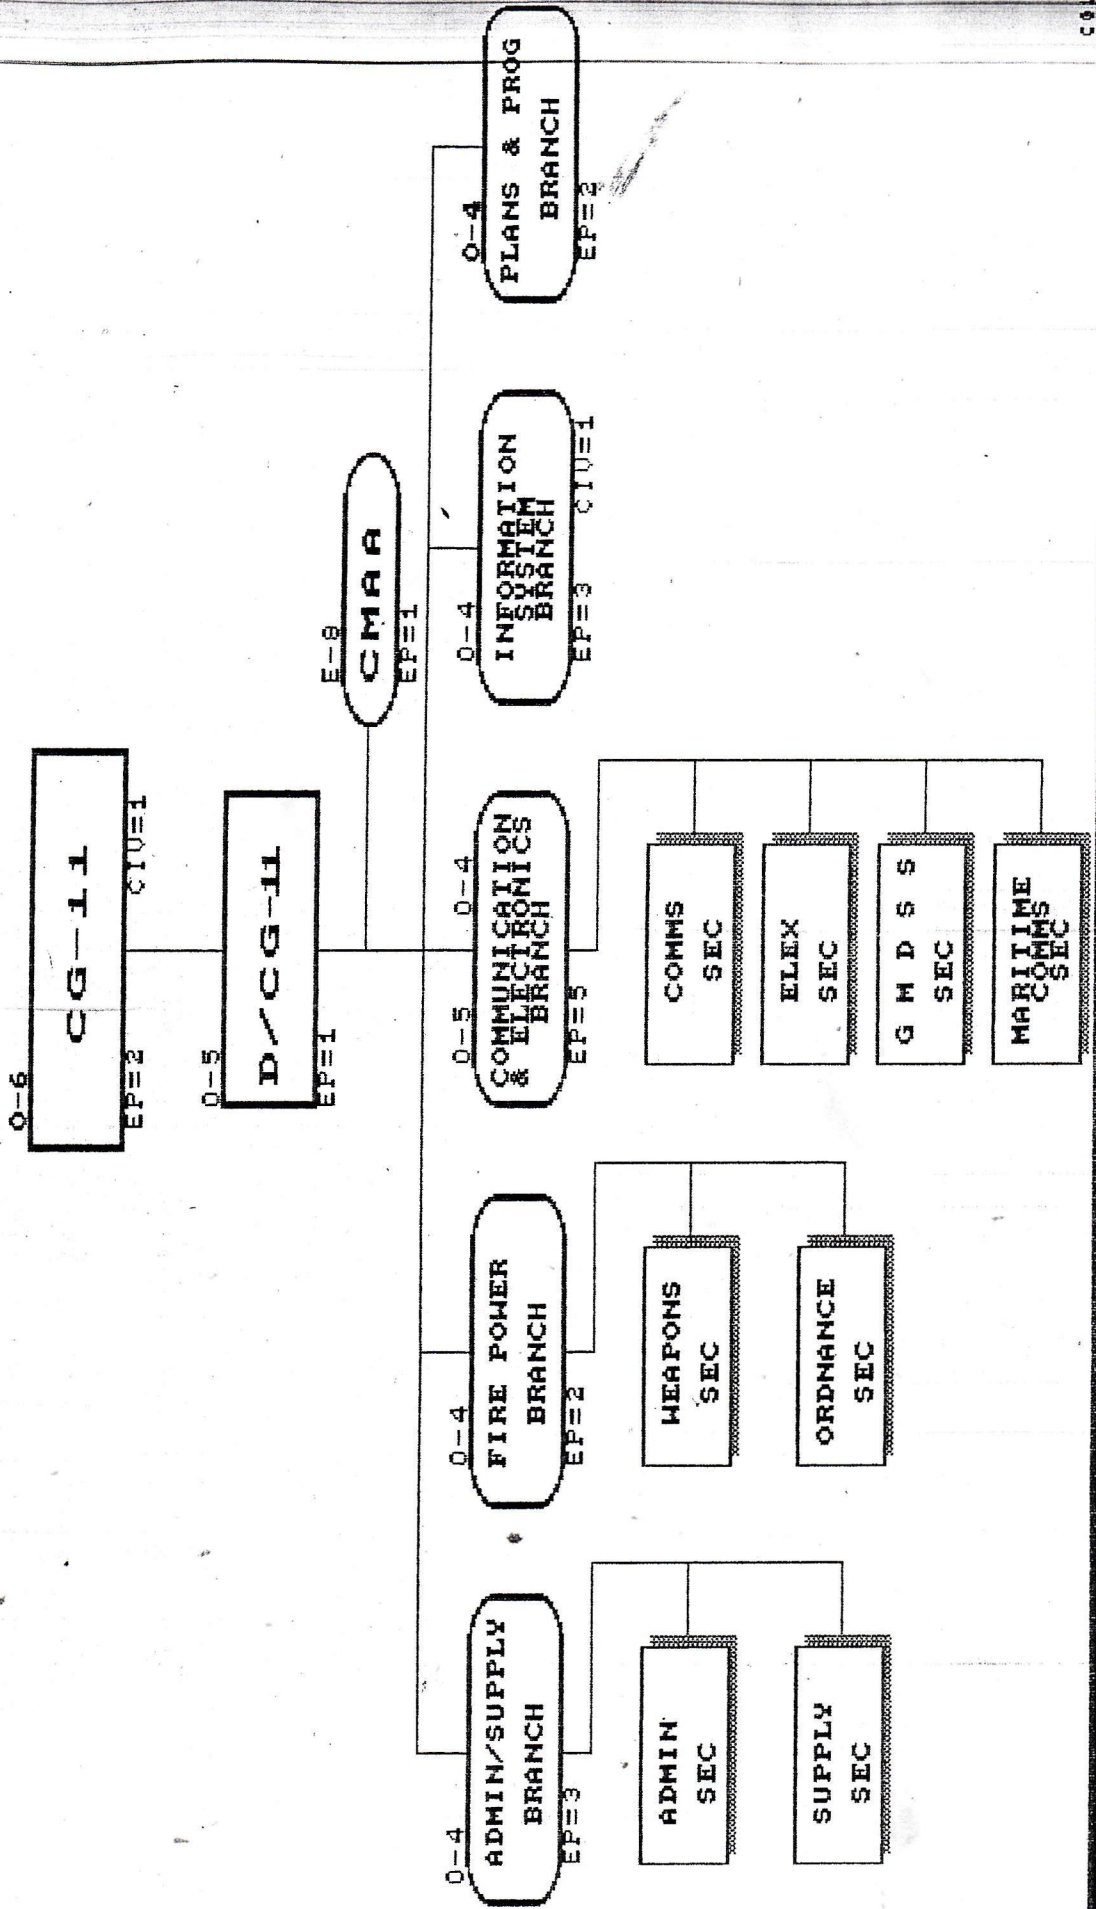 O-6
CG-11
EP=2 CIV=1
O-5
D/CG-11
EP=1
E-8
CMAA
EP=1
O-4
ADMIN/SUPPLY
BRANCH
EP=3
ADMIN
SEC
SUPPLY
SEC
O-4
FIRE POWER
BRANCH
EP=2
WEAPONS
SEC
ORDNANCE
SEC
O-5 O-4
COMMUNICATION
& ELECTRONICS
BRANCH
EP=5
COMMS
SEC
ELEX
SEC
G M D S S
SEC
MARITIME
COMMS
SEC
O-4
INFORMATION
SYSTEM
BRANCH
EP=3 CIV=1
O-4
PLANS & PROG
BRANCH
EP=2